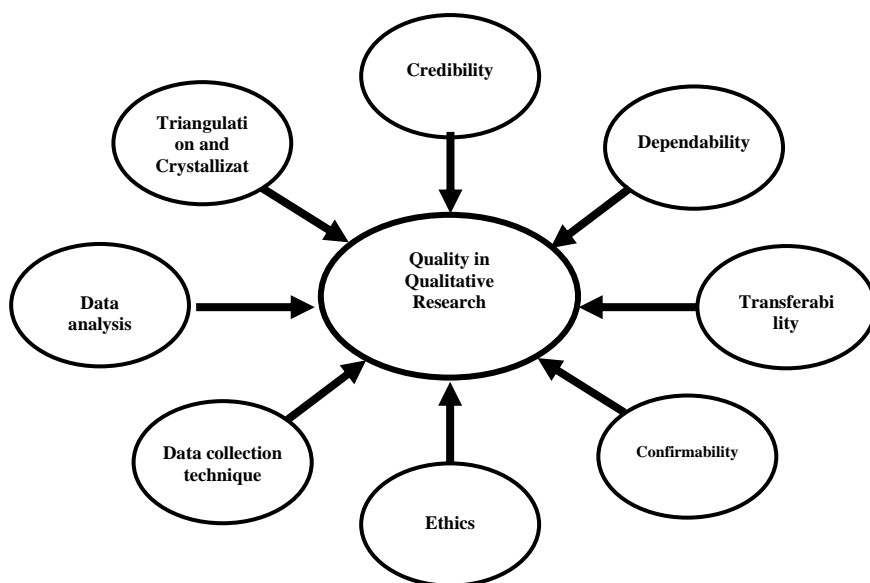 Credibility
Triangulati
on and
Crystallizat
Dependability
Quality in
Qualitative
Research
Data
analysis
Transferabi
lity
Data collection
technique
Confirmability
Ethics